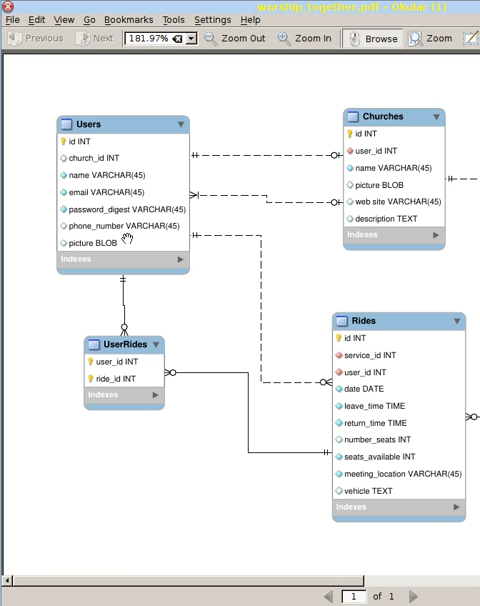 worship_together.pdf – Okular (1)
File Edit View Go Bookmarks Tools Settings Help
Previous Next 181.97% Zoom Out Zoom In Browse Zoom
Users
id INT
church_id INT
name VARCHAR(45)
email VARCHAR(45)
password_digest VARCHAR(45)
phone_number VARCHAR(45)
picture BLOB
Indexes
Churches
id INT
user_id INT
name VARCHAR(45)
picture BLOB
web site VARCHAR(45)
description TEXT
Indexes
UserRides
user_id INT
ride_id INT
Indexes
Rides
id INT
service_id INT
user_id INT
date DATE
leave_time TIME
return_time TIME
number_seats INT
seats_available INT
meeting_location VARCHAR(45)
vehicle TEXT
Indexes
1 of 1